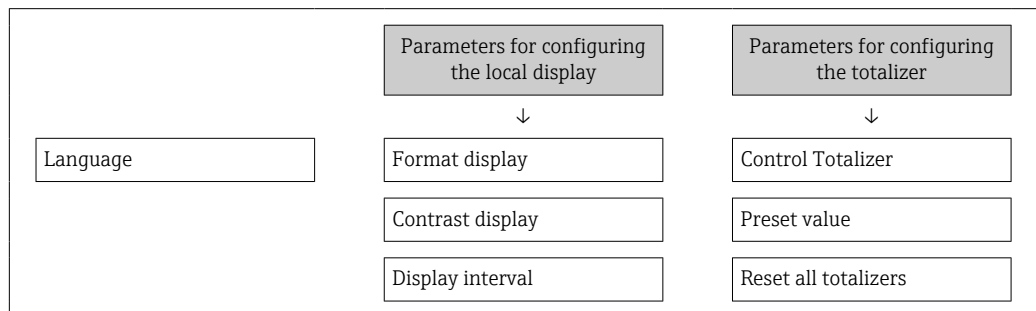 Parameters for configuring
the local display
Parameters for configuring
the totalizer
↓
↓
Language
Format display
Control Totalizer
Contrast display
Preset value
Display interval
Reset all totalizers